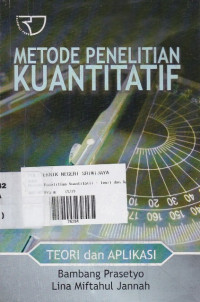 METODE PENELITIAN
KUANTITATIF
TEORI dan APLIKASI
Bambang Prasetyo
Lina Miftahul Jannah